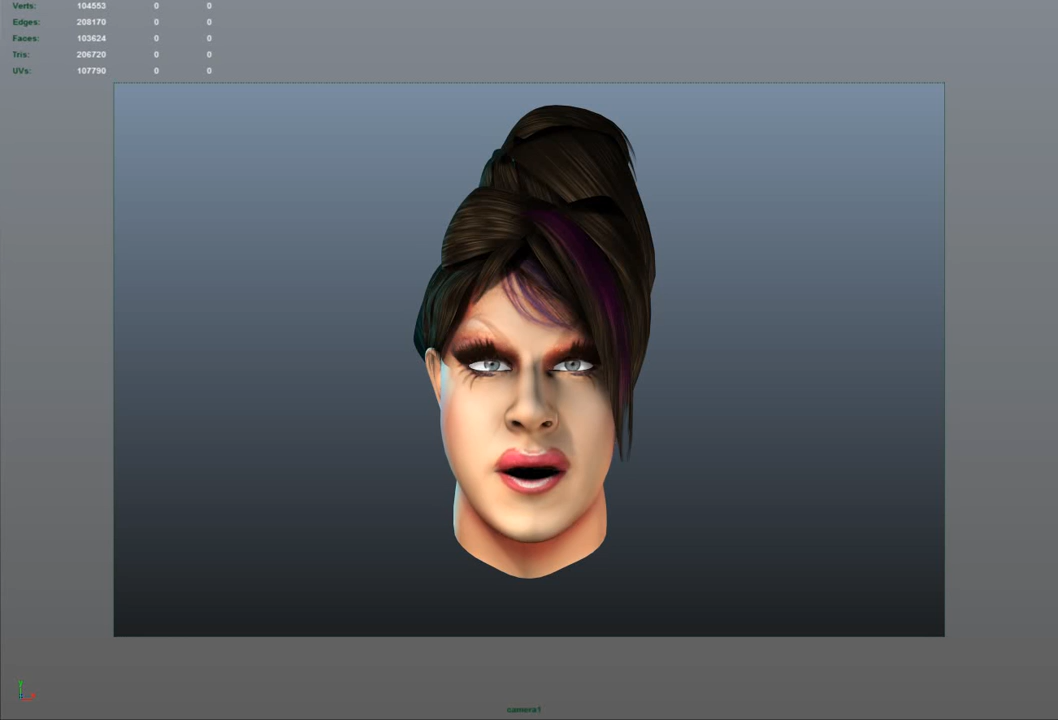 Verts: 104553 0 0
Edges: 208170 0 0
Faces: 103624 0 0
Tris: 206720 0 0
UVs: 107790 0 0
y
x
camera1